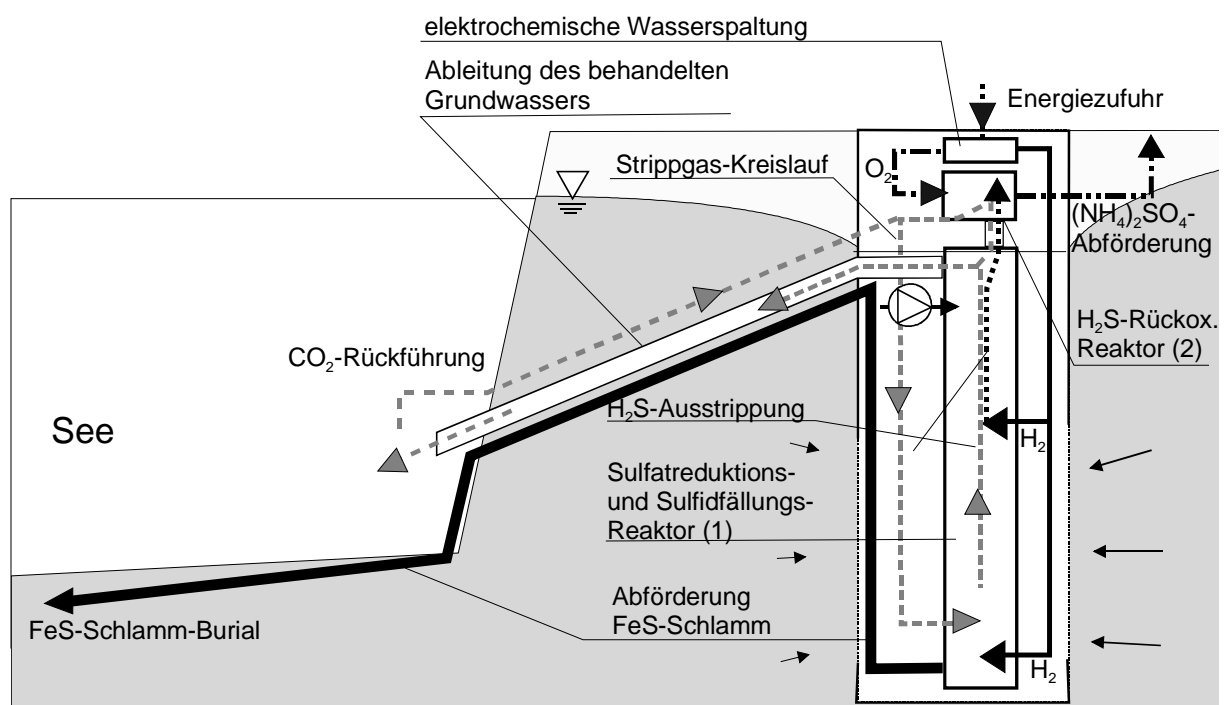 elektrochemische Wasserspaltung
Ableitung des behandelten
Grundwassers
Energiezufuhr
O₂
Strippgas-Kreislauf
(NH₄)₂SO₄-
Abförderung
H₂S-Rückox.
Reaktor (2)
CO₂-Rückführung
See
H₂S-Ausstrippung
H₂
Sulfatreduktions-
und Sulfidfällungs-
Reaktor (1)
Abförderung
FeS-Schlamm
FeS-Schlamm-Burial
H₂